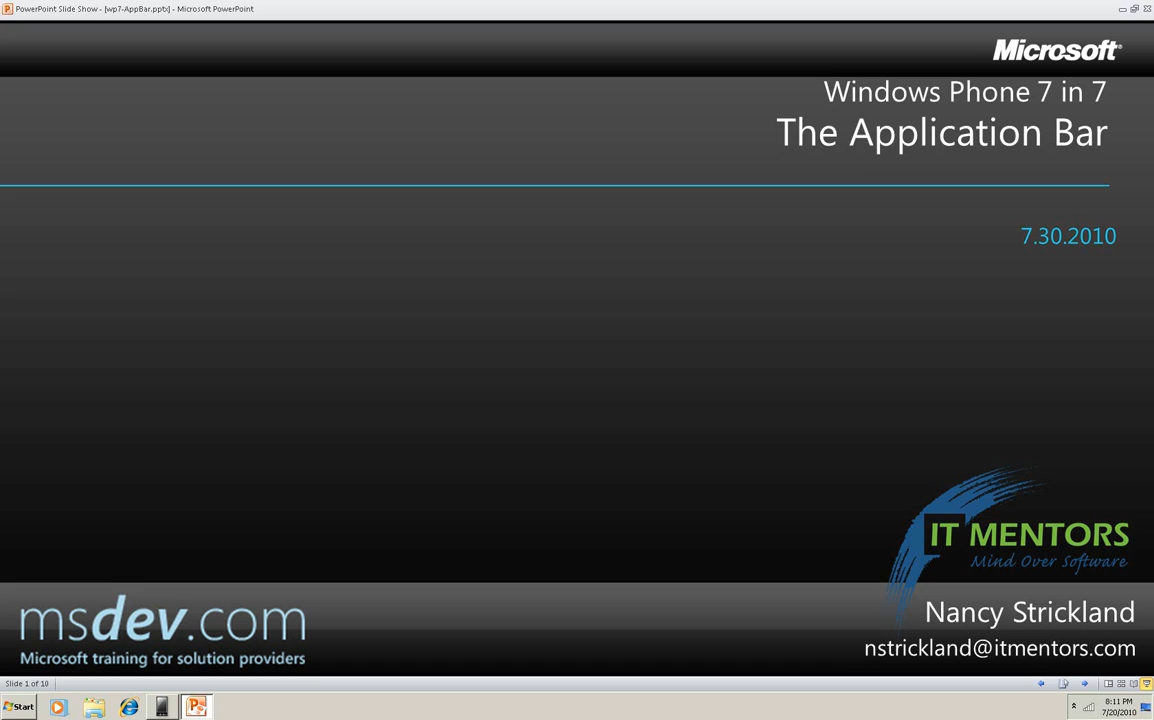 PowerPoint Slide Show - [wp7-AppBar.pptx] - Microsoft PowerPoint
Microsoft®
Windows Phone 7 in 7
The Application Bar
7.30.2010
IT MENTORS
Mind Over Software
msdev.com
Microsoft training for solution providers
Nancy Strickland
nstrickland@itmentors.com
Slide 1 of 10
Start
8:11 PM
7/20/2010